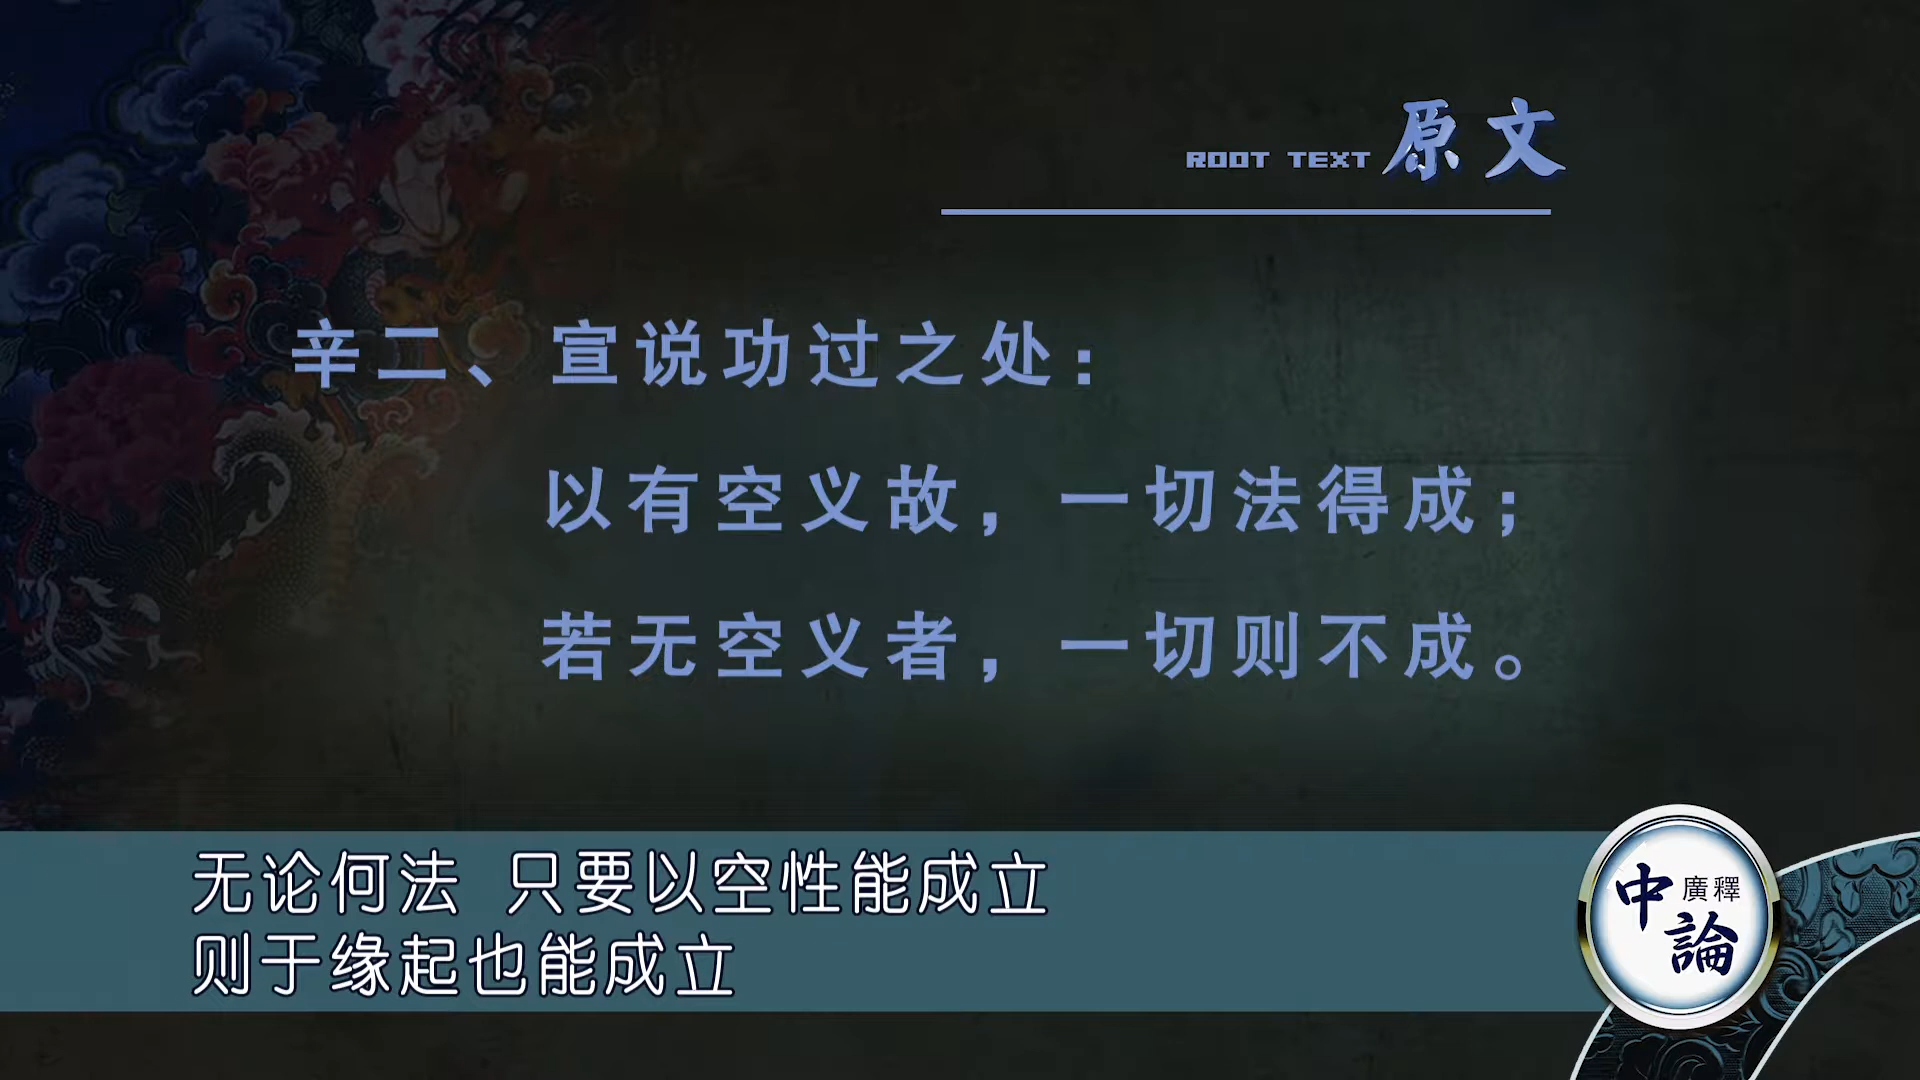 ROOT TEXT 原文
辛二、宣说功过之处：
以有空义故，一切法得成；
若无空义者，一切则不成。
无论何法 只要以空性能成立
则于缘起也能成立
中論
廣釋